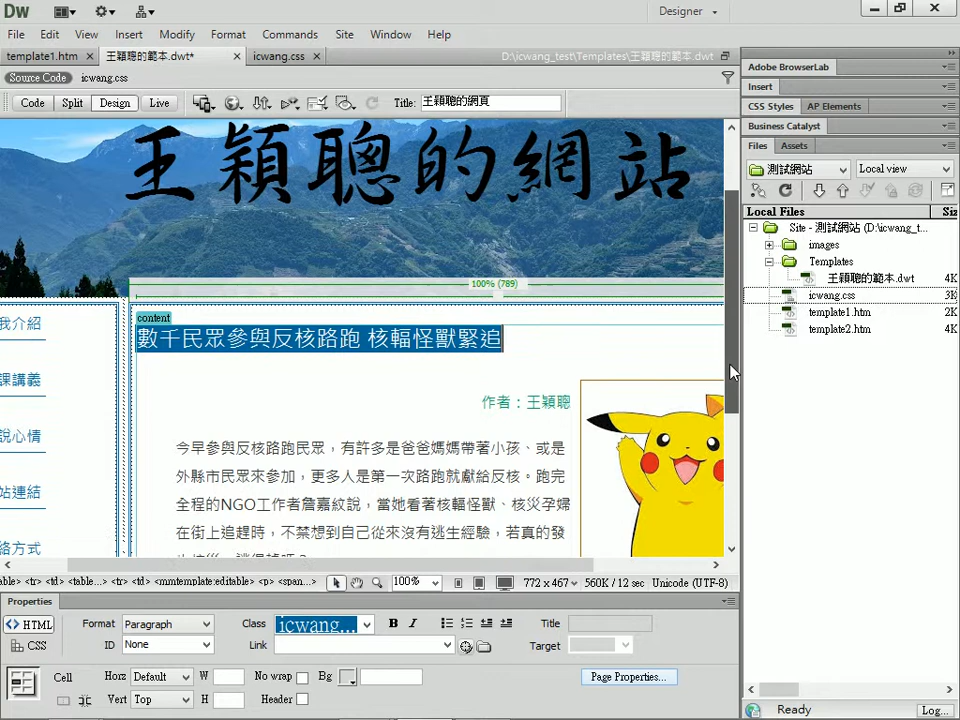 Dw
Designer
File Edit View Insert Modify Format Commands Site Window Help
template1.htm 王穎聰的範本.dwt* icwang.css D:\icwang_test\Templates\王穎聰的範本.dwt
Source Code icwang.css
Code Split Design Live Title: 王穎聰的網頁
王穎聰的網站
100% (789)
我介紹
課講義
說心情
站連結
絡方式
content
數千民眾參與反核路跑 核輻怪獸緊追
作者：王穎聰
今早參與反核路跑民眾，有許多是爸爸媽媽帶著小孩、或是
外縣市民眾來參加，更多人是第一次路跑就獻給反核。跑完
全程的NGO工作者詹嘉紋說，當她看著核輻怪獸、核災孕婦
在街上追趕時，不禁想到自己從來沒有逃生經驗，若真的發
able> <tr> <td> <table...> <tr> <td> <mmtemplate:editable> <p> <span...> 100% 772 x 467 560K / 12 sec Unicode (UTF-8)
Properties
HTML Format Paragraph Class icwang... B I Title
CSS ID None Link Target
Cell Horz Default W No wrap Bg Page Properties...
Vert Top H Header
Adobe BrowserLab
Insert
CSS Styles AP Elements
Business Catalyst
Files Assets
測試網站 Local view
Local Files Siz
Site - 測試網站 (D:\icwang_t...
images
Templates
王穎聰的範本.dwt 4K
icwang.css 3K
template1.htm 2K
template2.htm 4K
Ready Log...